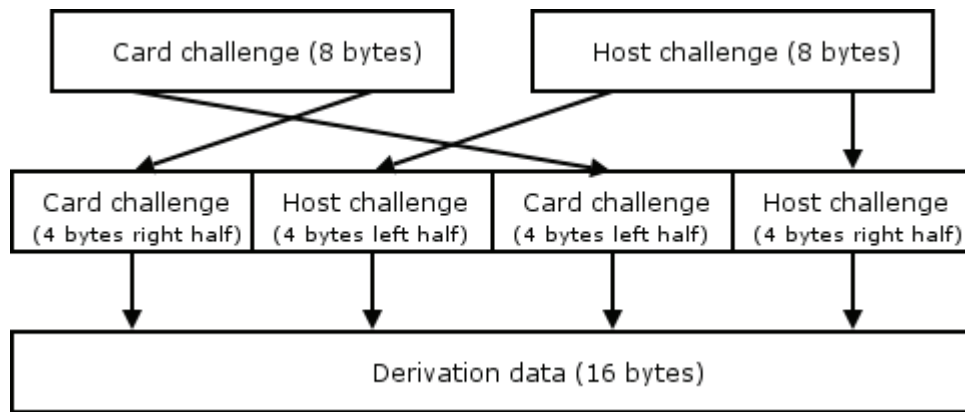 Card challenge (8 bytes)
Host challenge (8 bytes)
Card challenge
(4 bytes right half)
Host challenge
(4 bytes left half)
Card challenge
(4 bytes left half)
Host challenge
(4 bytes right half)
Derivation data (16 bytes)